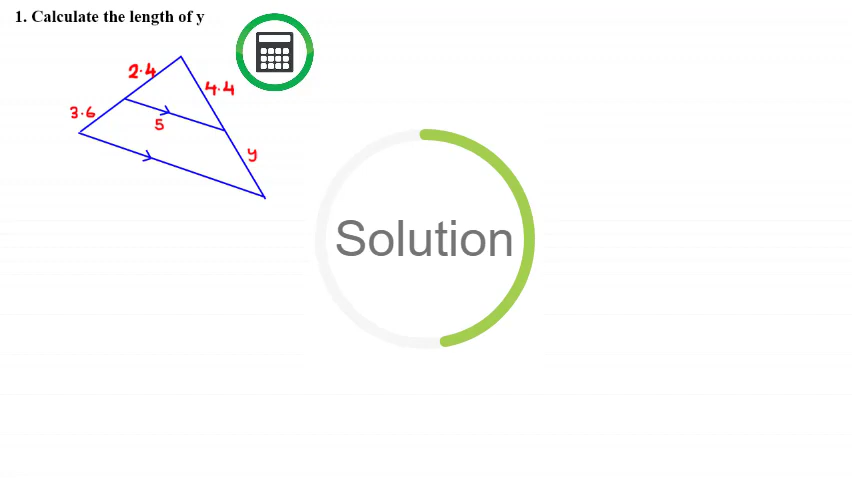 1. Calculate the length of y
2.4
4.4
3.6
5
y
Solution